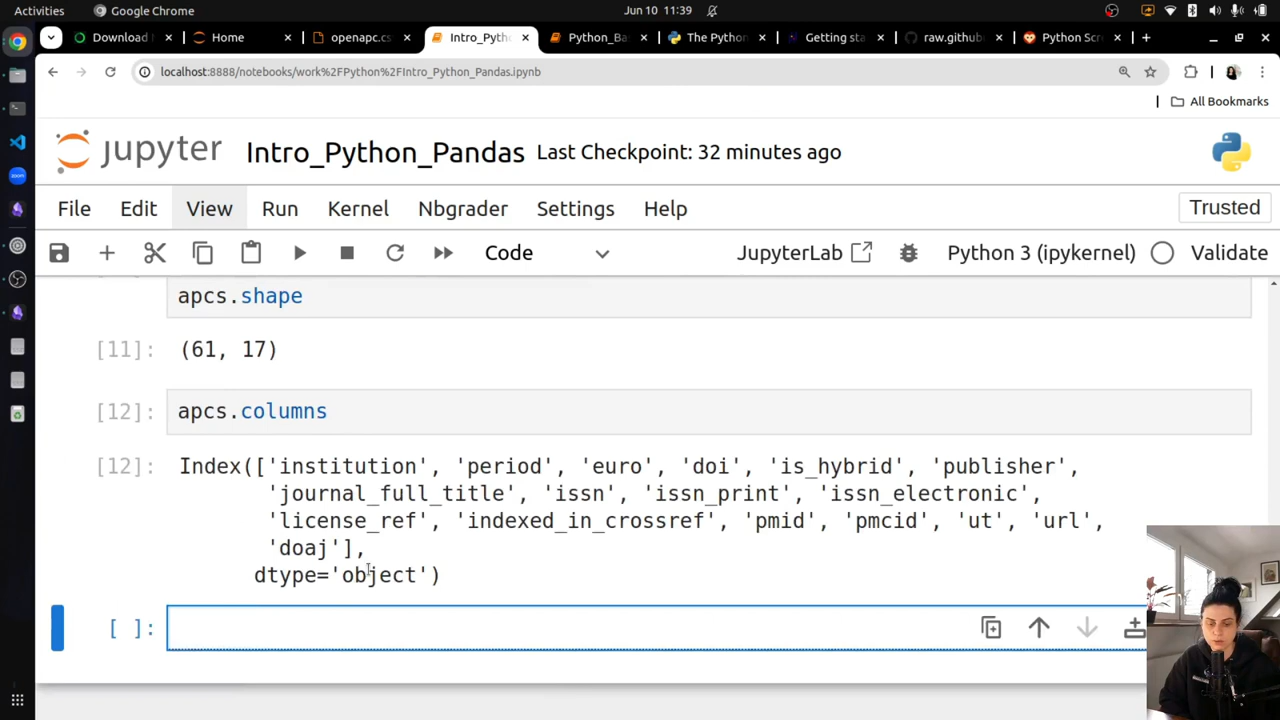 Activities
Google Chrome
Jun 10 11:39
Download
Home
openapc.cs
Intro_Pyth
Python_Ba
The Python
Getting sta
raw.github
Python Scr
localhost:8888/notebooks/work%2FPython%2FIntro_Python_Pandas.ipynb
All Bookmarks
jupyter Intro_Python_Pandas Last Checkpoint: 32 minutes ago
File Edit View Run Kernel Nbgrader Settings Help Trusted
Code JupyterLab Python 3 (ipykernel) Validate
apcs.shape
[11]: (61, 17)
[12]: apcs.columns
[12]: Index(['institution', 'period', 'euro', 'doi', 'is_hybrid', 'publisher',
'journal_full_title', 'issn', 'issn_print', 'issn_electronic',
'license_ref', 'indexed_in_crossref', 'pmid', 'pmcid', 'ut', 'url',
'doaj'],
dtype='object')
[ ]:
zoom